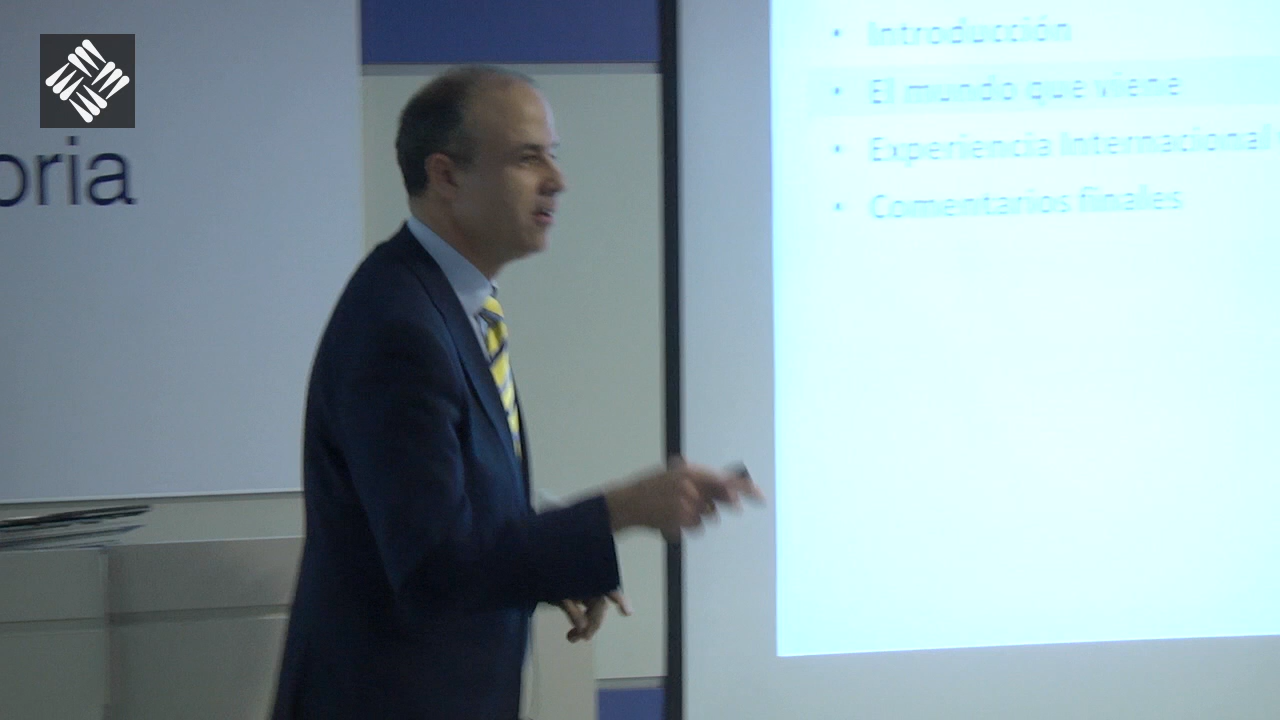 oria
• Introducción
• El mundo que viene
• Experiencia Internacional
• Comentarios finales